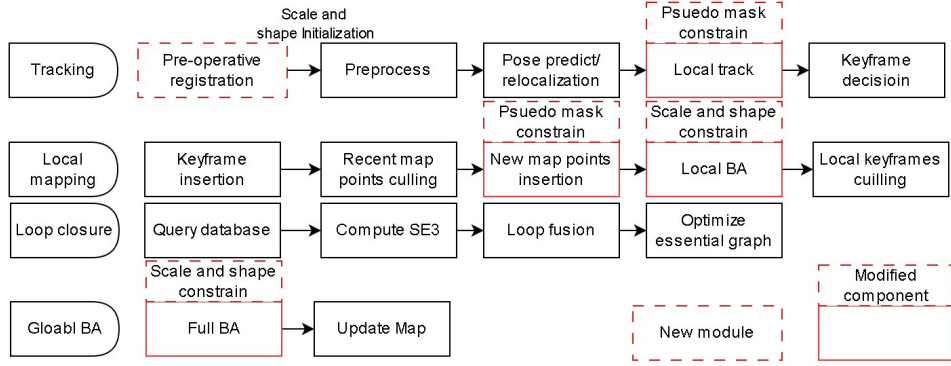 Scale and
shape Initialization
Psuedo mask
constrain
Tracking
Pre-operative
registration
Preprocess
Pose predict/
relocalization
Local track
Keyframe
decisioin
Psuedo mask
constrain
Scale and shape
constrain
Local
mapping
Keyframe
insertion
Recent map
points culling
New map points
insertion
Local BA
Local keyframes
cuilling
Loop closure
Query database
Compute SE3
Loop fusion
Optimize
essential graph
Scale and shape
constrain
Modified
component
Gloabl BA
Full BA
Update Map
New module